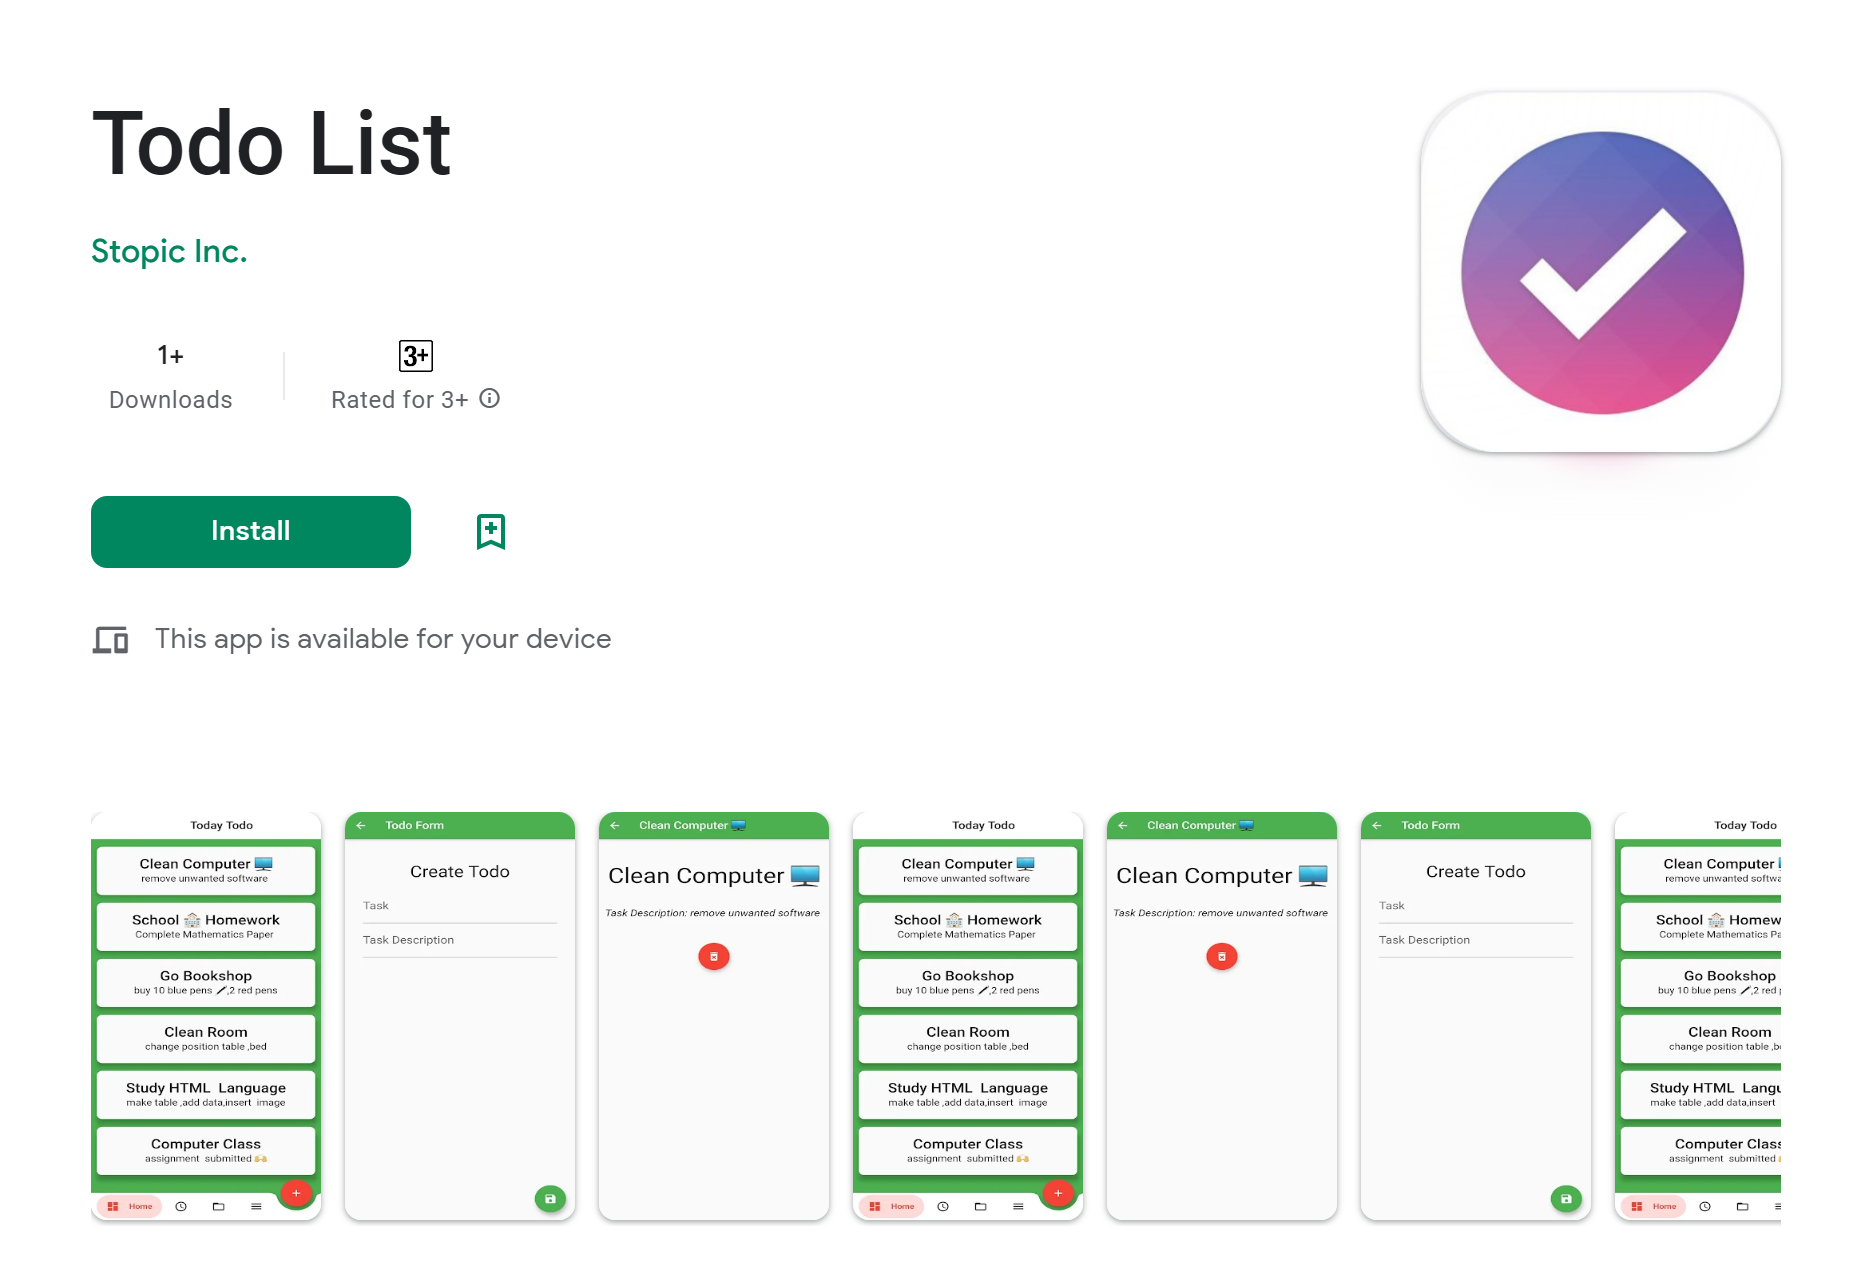 Todo List
Stopic Inc.
1+
Downloads
3+
Rated for 3+
Install
This app is available for your device
Today Todo
Clean Computer
remove unwanted software
School Homework
Complete Mathematics Paper
Go Bookshop
buy 10 blue pens ,2 red pens
Clean Room
change position table ,bed
Study HTML Language
make table ,add data,insert image
Computer Class
assignment submitted
Home
Todo Form
Create Todo
Task
Task Description
Clean Computer
Clean Computer
Task Description: remove unwanted software
Today Todo
Clean Computer
remove unwanted software
School Homework
Complete Mathematics Paper
Go Bookshop
buy 10 blue pens ,2 red pens
Clean Room
change position table ,bed
Study HTML Language
make table ,add data,insert image
Computer Class
assignment submitted
Home
Clean Computer
Clean Computer
Task Description: remove unwanted software
Todo Form
Create Todo
Task
Task Description
Today Todo
Clean Computer
remove unwanted softwa
School Homew
Complete Mathematics Pa
Go Bookshop
buy 10 blue pens ,2 red p
Clean Room
change position table ,b
Study HTML Langu
make table ,add data,insert
Computer Class
assignment submitted
Home